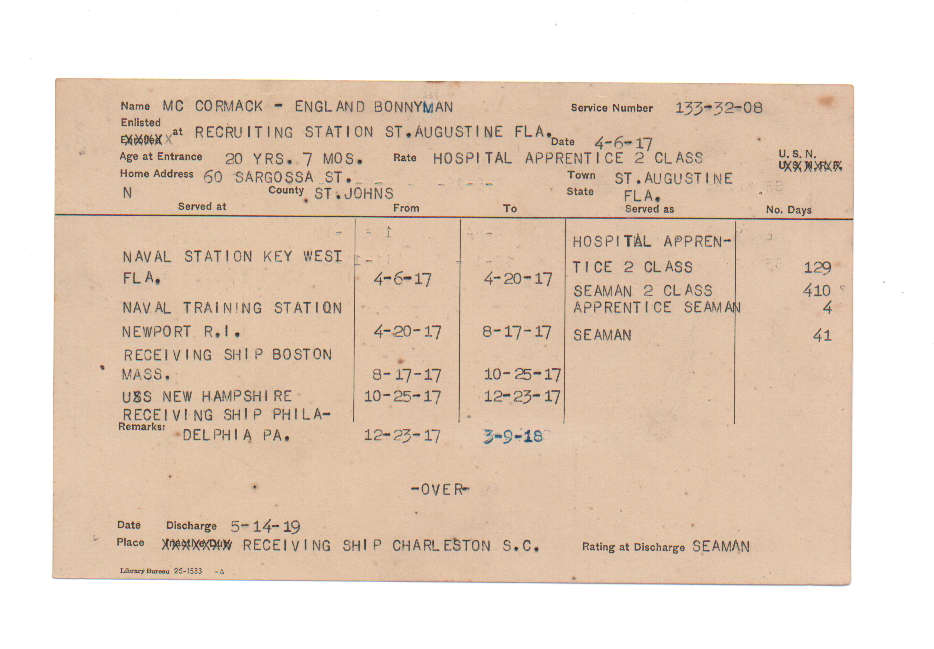 Name MC CORMACK - ENGLAND BONNYMAN Service Number 133-32-08
Enlisted
at RECRUITING STATION ST.AUGUSTINE FLA. Date 4-6-17
Age at Entrance 20 YRS. 7 MOS. Rate HOSPITAL APPRENTICE 2 CLASS U. S. N.
Home Address 60 SARGOSSA ST. Town ST.AUGUSTINE
N County ST.JOHNS State FLA.
Served at From To Served as No. Days
HOSPITAL APPREN-
NAVAL STATION KEY WEST
FLA. 4-6-17 4-20-17 TICE 2 CLASS 129
SEAMAN 2 CLASS 410
NAVAL TRAINING STATION APPRENTICE SEAMAN 4
NEWPORT R.I. 4-20-17 8-17-17 SEAMAN 41
RECEIVING SHIP BOSTON
MASS. 8-17-17 10-25-17
USS NEW HAMPSHIRE 10-25-17 12-23-17
RECEIVING SHIP PHILA-
Remarks: DELPHIA PA. 12-23-17 3-9-18
-OVER-
Date Discharge 5-14-19
Place Inactive Duty RECEIVING SHIP CHARLESTON S.C. Rating at Discharge SEAMAN
Library Bureau 25-1583